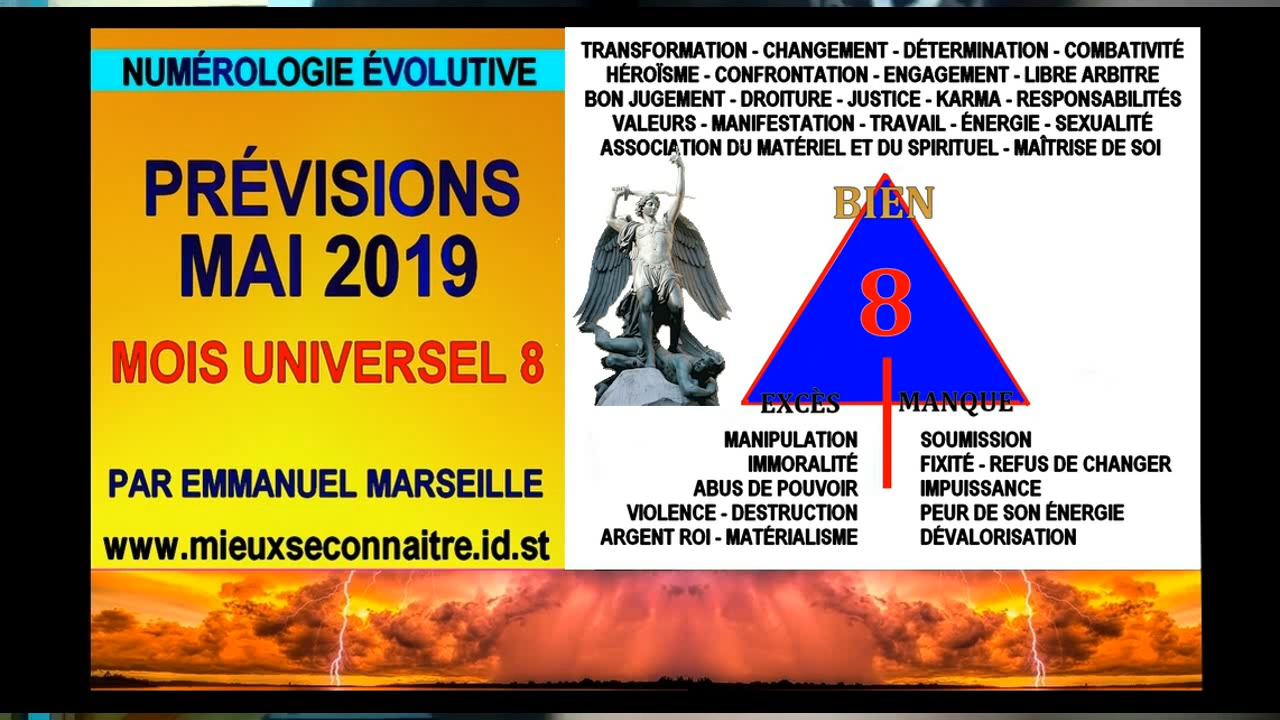 NUMÉROLOGIE ÉVOLUTIVE
PRÉVISIONS
MAI 2019
MOIS UNIVERSEL 8
PAR EMMANUEL MARSEILLE
www.mieuxseconnaitre.id.st
TRANSFORMATION - CHANGEMENT - DÉTERMINATION - COMBATIVITÉ
HÉROÏSME - CONFRONTATION - ENGAGEMENT - LIBRE ARBITRE
BON JUGEMENT - DROITURE - JUSTICE - KARMA - RESPONSABILITÉS
VALEURS - MANIFESTATION - TRAVAIL - ÉNERGIE - SEXUALITÉ
ASSOCIATION DU MATÉRIEL ET DU SPIRITUEL - MAÎTRISE DE SOI
BIEN
8
EXCÈS
MANIPULATION
IMMORALITÉ
ABUS DE POUVOIR
VIOLENCE - DESTRUCTION
ARGENT ROI - MATÉRIALISME
MANQUE
SOUMISSION
FIXITÉ - REFUS DE CHANGER
IMPUISSANCE
PEUR DE SON ÉNERGIE
DÉVALORISATION